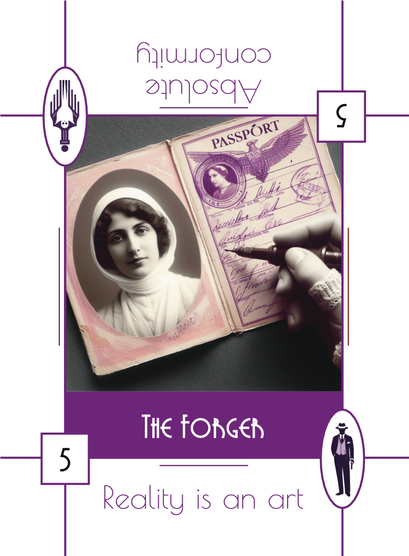 Absolute
conformity
5
PASSPORT
THE FORGER
5
Reality is an art